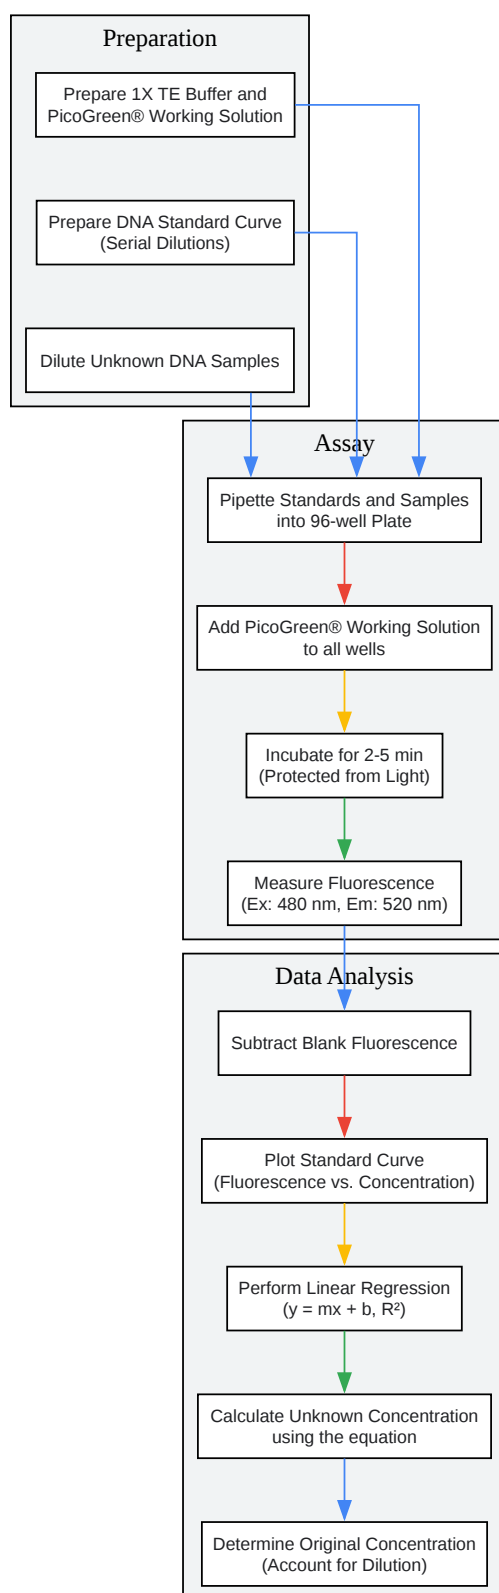 Preparation
Prepare 1X TE Buffer and
PicoGreen® Working Solution
Prepare DNA Standard Curve
(Serial Dilutions)
Dilute Unknown DNA Samples
Assay
Pipette Standards and Samples
into 96-well Plate
Add PicoGreen® Working Solution
to all wells
Incubate for 2-5 min
(Protected from Light)
Measure Fluorescence
(Ex: 480 nm, Em: 520 nm)
Data Analysis
Subtract Blank Fluorescence
Plot Standard Curve
(Fluorescence vs. Concentration)
Perform Linear Regression
(y = mx + b, R²)
Calculate Unknown Concentration
using the equation
Determine Original Concentration
(Account for Dilution)